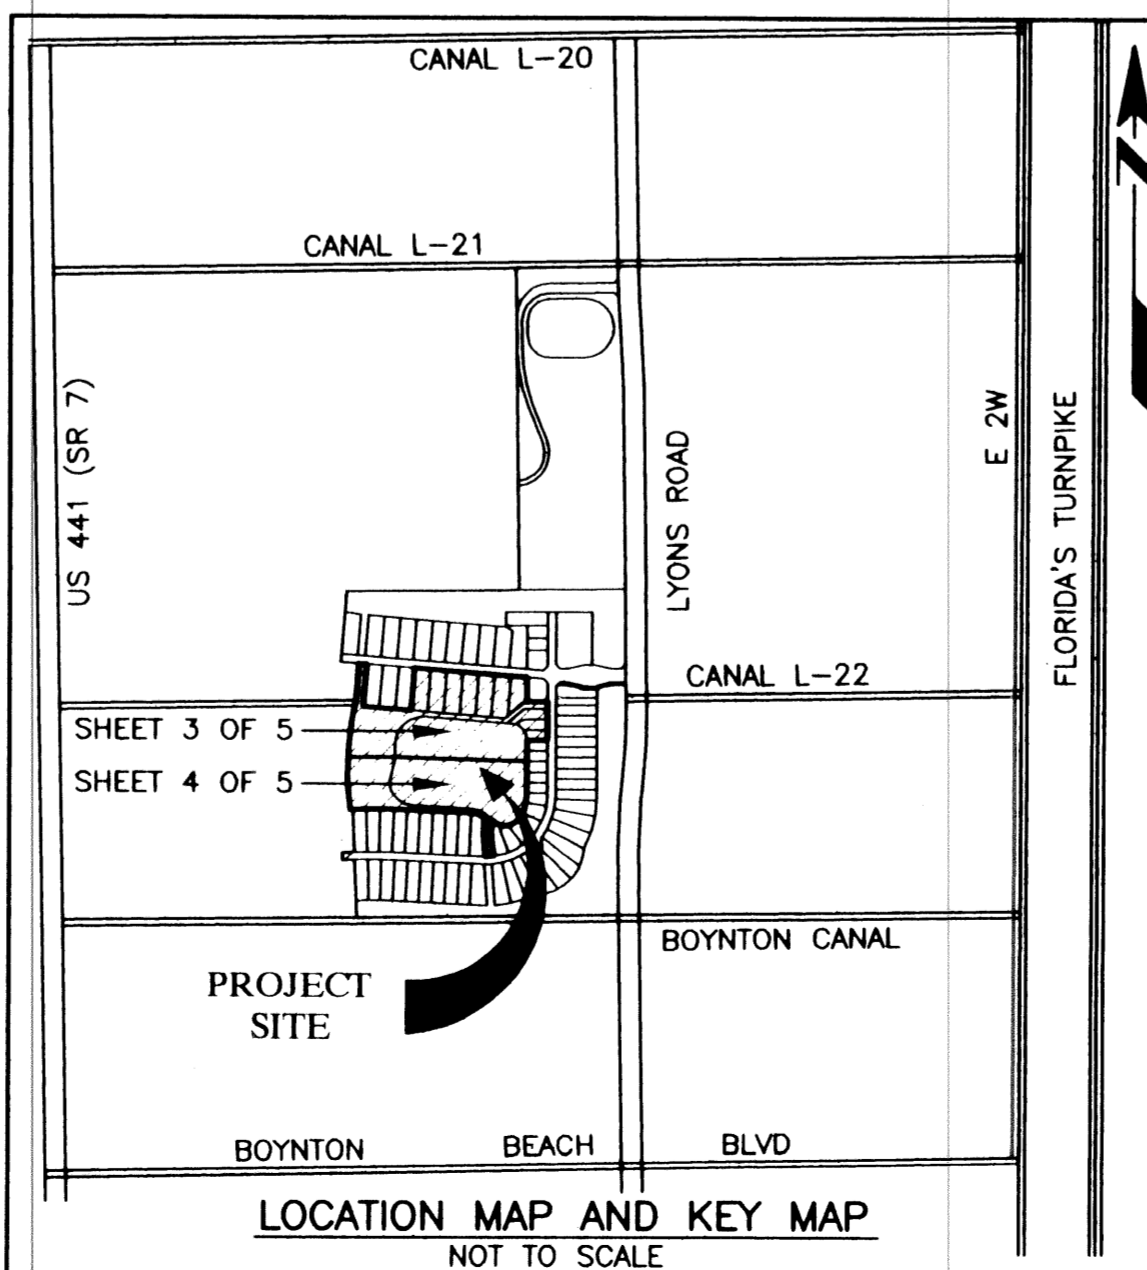 CANAL L-20
CANAL L-21
US 441 (SR 7)
LYONS ROAD
E 2W
FLORIDA'S TURNPIKE
CANAL L-22
SHEET 3 OF 5
SHEET 4 OF 5
BOYNTON CANAL
PROJECT
SITE
BOYNTON BEACH BLVD
LOCATION MAP AND KEY MAP
NOT TO SCALE